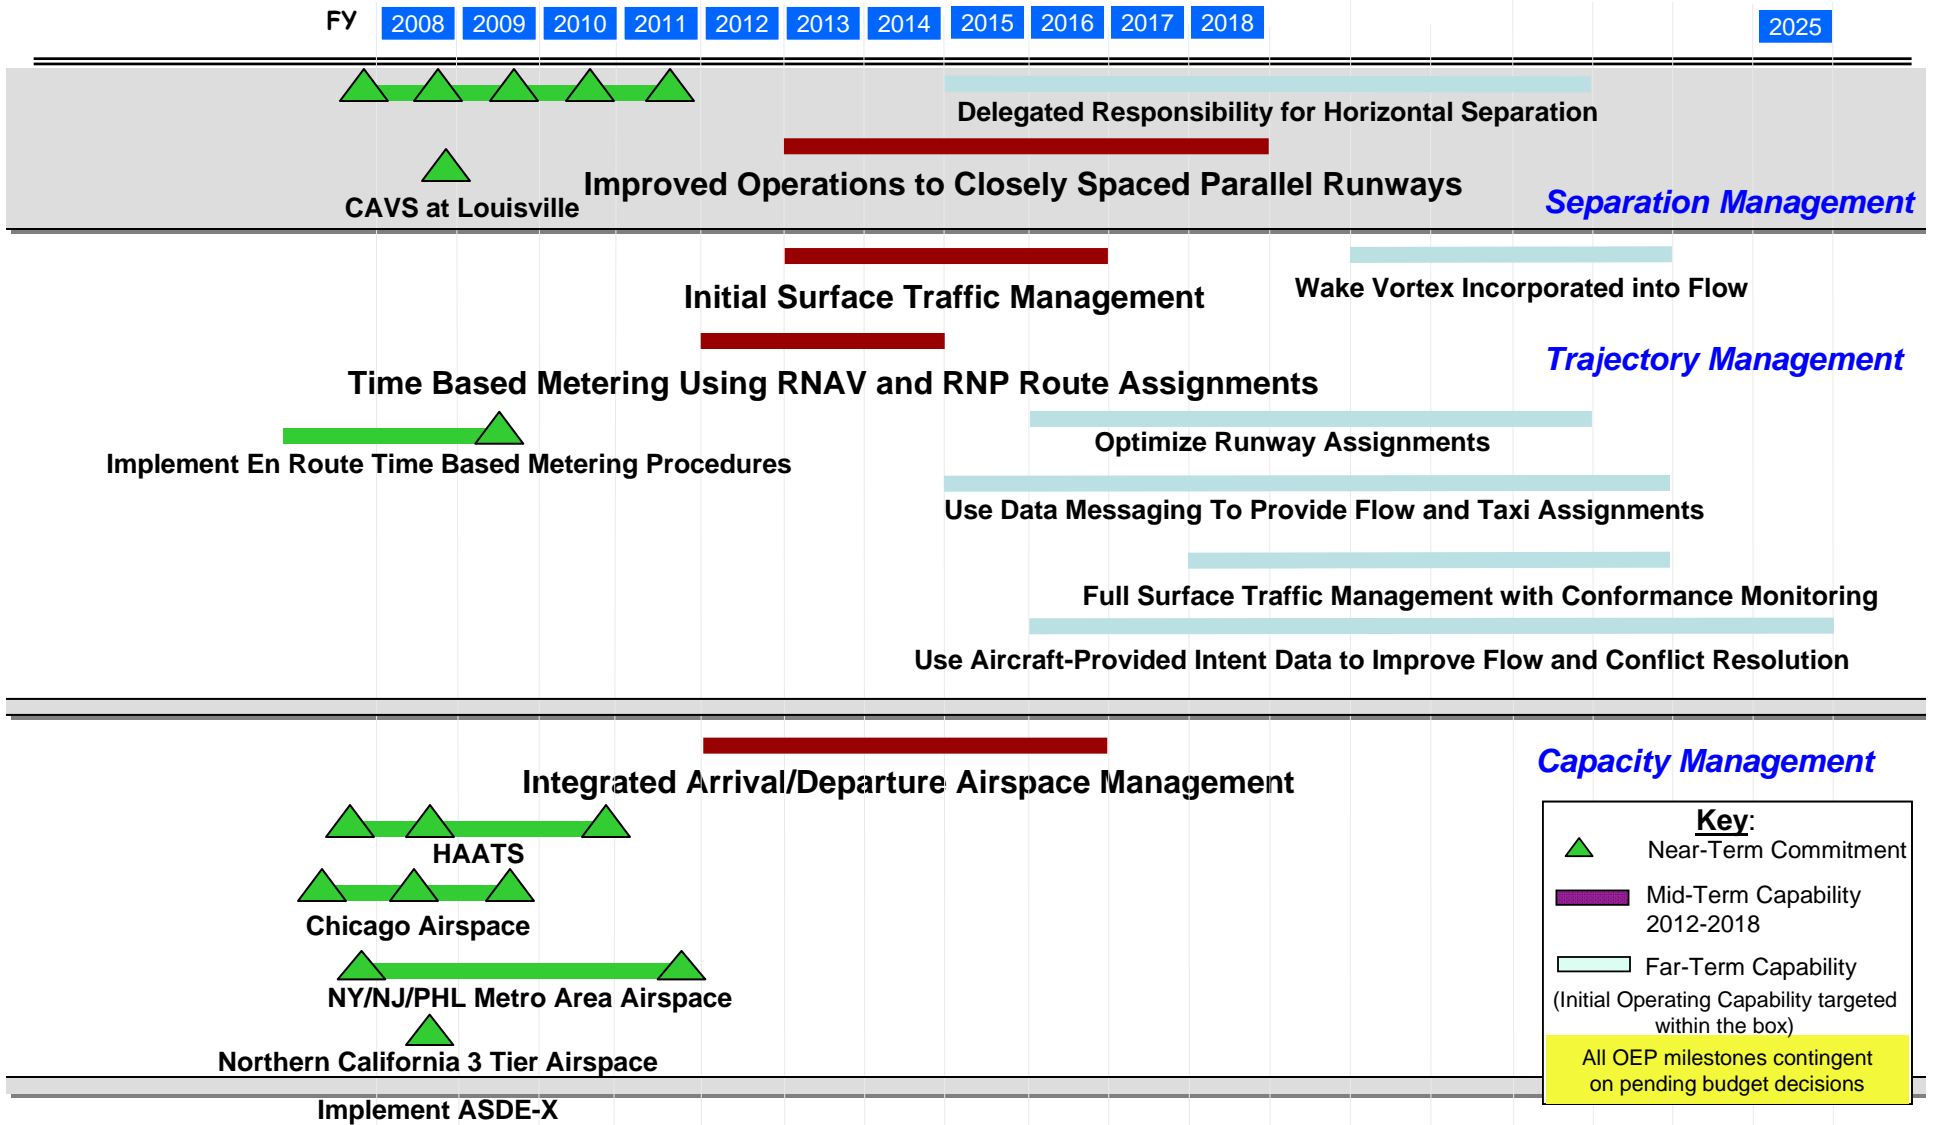 FY 2008 2009 2010 2011 2012 2013 2014 2015 2016 2017 2018 2025
Delegated Responsibility for Horizontal Separation
Improved Operations to Closely Spaced Parallel Runways
CAVS at Louisville
Separation Management
Initial Surface Traffic Management
Wake Vortex Incorporated into Flow
Trajectory Management
Time Based Metering Using RNAV and RNP Route Assignments
Optimize Runway Assignments
Implement En Route Time Based Metering Procedures
Use Data Messaging To Provide Flow and Taxi Assignments
Full Surface Traffic Management with Conformance Monitoring
Use Aircraft-Provided Intent Data to Improve Flow and Conflict Resolution
Capacity Management
Integrated Arrival/Departure Airspace Management
HAATS
Chicago Airspace
NY/NJ/PHL Metro Area Airspace
Northern California 3 Tier Airspace
Implement ASDE-X
Key:
Near-Term Commitment
Mid-Term Capability
2012-2018
Far-Term Capability
(Initial Operating Capability targeted
within the box)
All OEP milestones contingent
on pending budget decisions